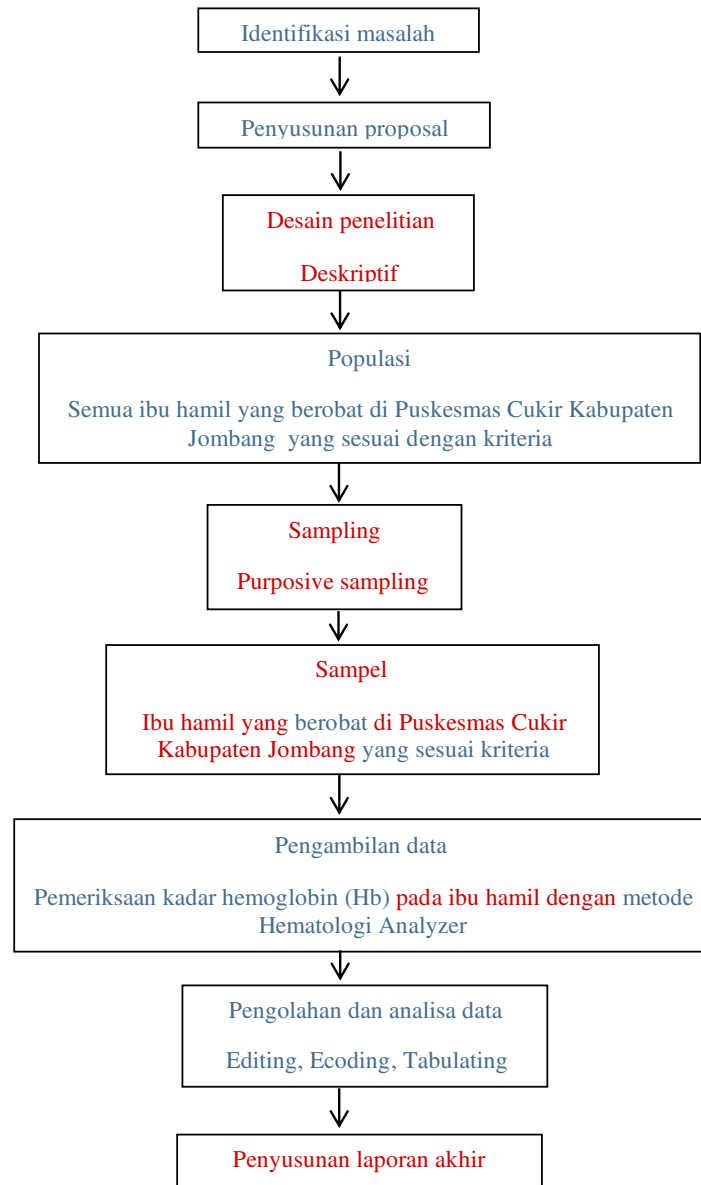 Identifikasi masalah
Penyusunan proposal
Desain penelitian
Deskriptif
Populasi
Semua ibu hamil yang berobat di Puskesmas Cukir Kabupaten
Jombang yang sesuai dengan kriteria
Sampling
Purposive sampling
Sampel
Ibu hamil yang berobat di Puskesmas Cukir
Kabupaten Jombang yang sesuai kriteria
Pengambilan data
Pemeriksaan kadar hemoglobin (Hb) pada ibu hamil dengan metode
Hematologi Analyzer
Pengolahan dan analisa data
Editing, Ecoding, Tabulating
Penyusunan laporan akhir